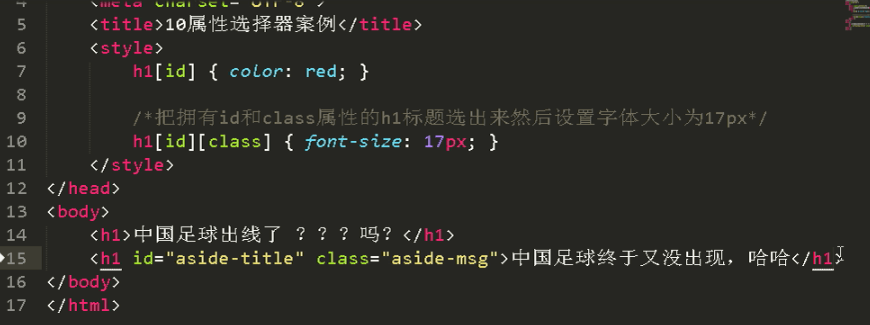 4 <meta charset="UTF-8">
5 <title>10属性选择器案例</title>
6 <style>
7 h1[id] { color: red; }
8
9 /*把拥有id和class属性的h1标题选出来然后设置字体大小为17px*/
10 h1[id][class] { font-size: 17px; }
11 </style>
12 </head>
13 <body>
14 <h1>中国足球出线了 ？？？吗?</h1>
15 <h1 id="aside-title" class="aside-msg">中国足球终于又没出现，哈哈</h1>
16 </body>
17 </html>